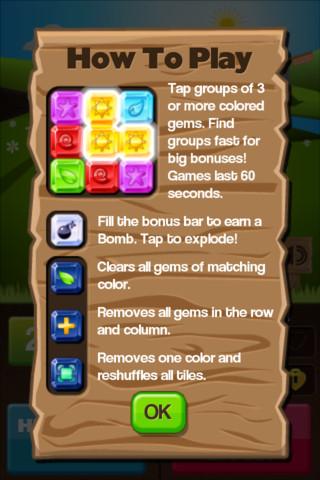 How To Play
Tap groups of 3
or more colored
gems. Find
groups fast for
big bonuses!
Games last 60
seconds.
Fill the bonus bar to earn a
Bomb. Tap to explode!
Clears all gems of matching
color.
Removes all gems in the row
and column.
Removes one color and
reshuffles all tiles.
OK